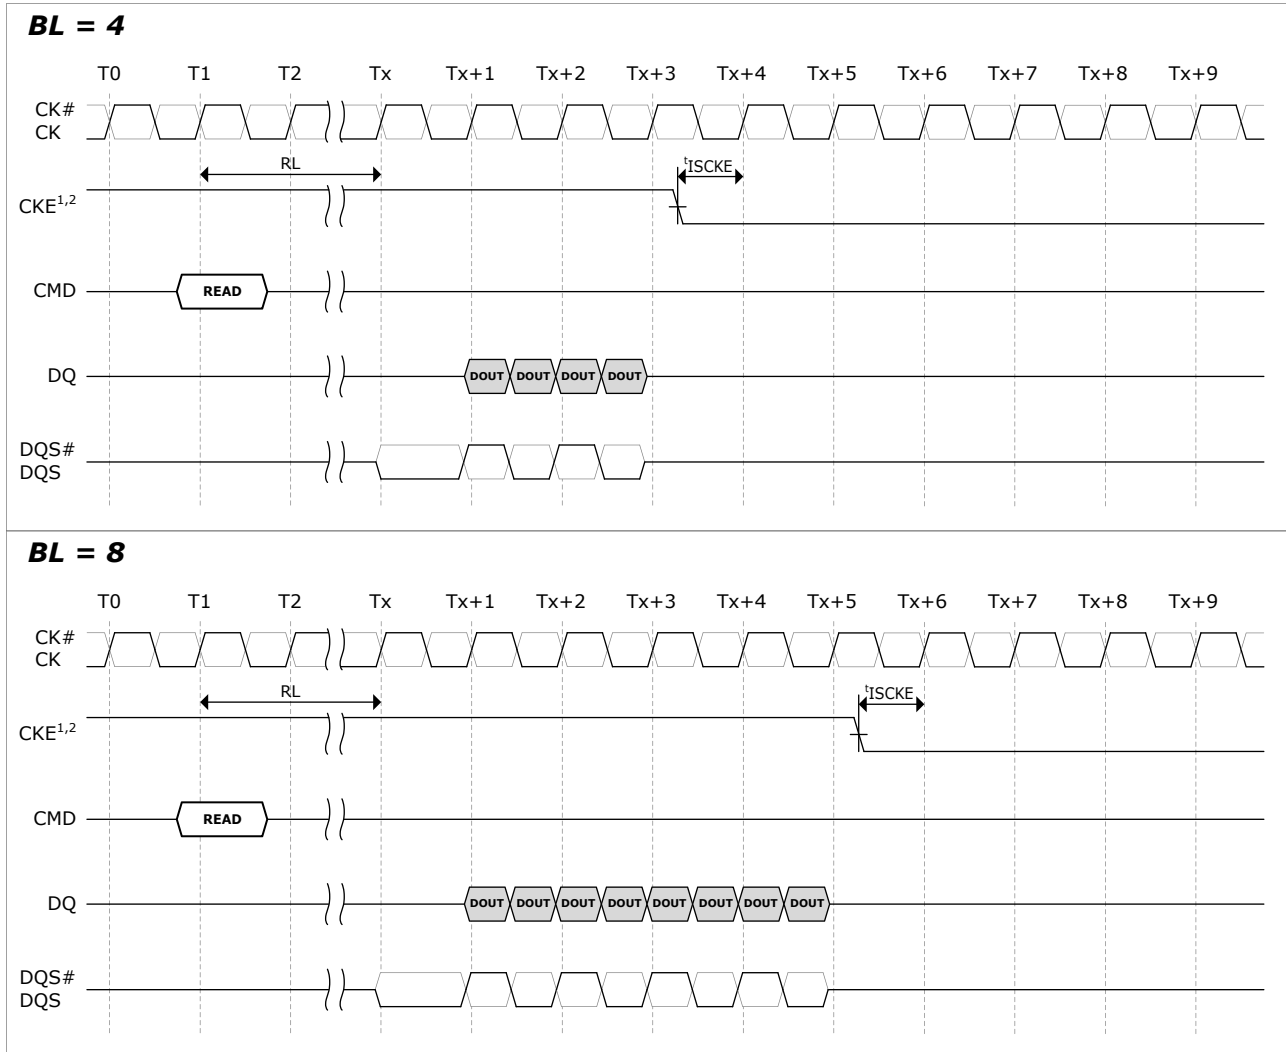 BL = 4
T0 T1 T2 Tx Tx+1 Tx+2 Tx+3 Tx+4 Tx+5 Tx+6 Tx+7 Tx+8 Tx+9
CK#
CK
RL
tISCKE
CKE1,2
CMD READ
DQ DOUT DOUT DOUT DOUT
DQS#
DQS
BL = 8
T0 T1 T2 Tx Tx+1 Tx+2 Tx+3 Tx+4 Tx+5 Tx+6 Tx+7 Tx+8 Tx+9
CK#
CK
RL
tISCKE
CKE1,2
CMD READ
DQ DOUT DOUT DOUT DOUT DOUT DOUT DOUT DOUT
DQS#
DQS